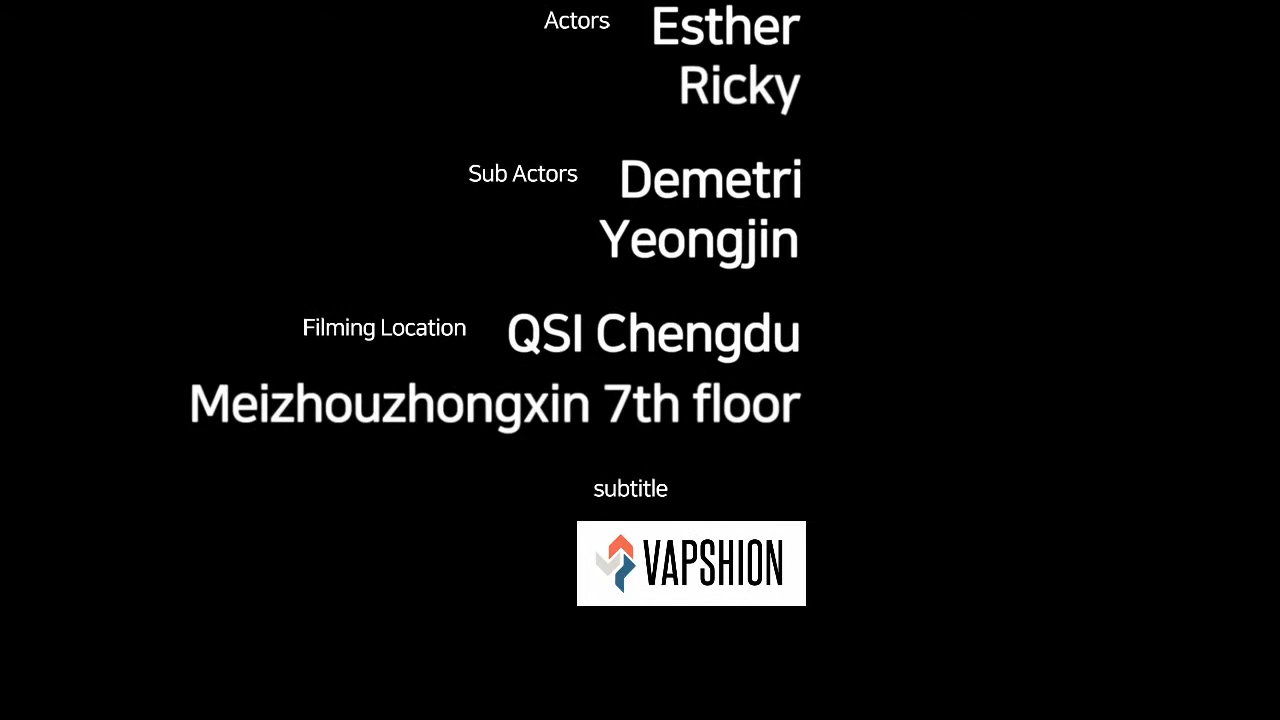 Actors Esther
Ricky
Sub Actors Demetri
Yeongjin
Filming Location QSI Chengdu
Meizhouzhongxin 7th floor
subtitle
VAPSHION